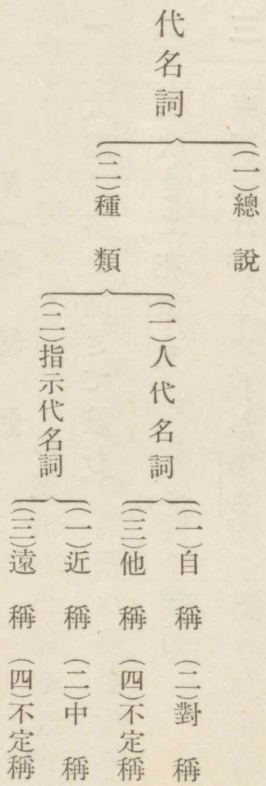 代名詞
(一)總說
(二)種類
(一)人代名詞
(一)自稱 (二)對稱
(三)他稱 (四)不定稱
(二)指示代名詞
(一)近稱 (二)中稱
(三)遠稱 (四)不定稱